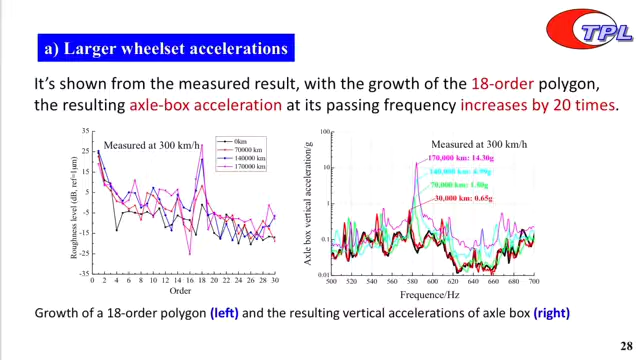 TPL
a) Larger wheelset accelerations
It's shown from the measured result, with the growth of the 18-order polygon,
the resulting axle-box acceleration at its passing frequency increases by 20 times.
35
25
15
5
-5
-15
-25
-35
Roughness level (dB, ref=1μm)
Measured at 300 km/h
0km
70000 km
140000 km
170000 km
0 2 4 6 8 10 12 14 16 18 20 22 24 26 28 30
Order
100
10
1
0.1
0.01
Axle box vertical acceleration/g
Measured at 300 km/h
170,000 km: 14.30g
140,000 km:
70,000 km: 1.80g
30,000 km: 0.65g
500 520 540 560 580 600 620 640 660 680 700
Frequency/Hz
Growth of a 18-order polygon (left) and the resulting vertical accelerations of axle box (right)
28